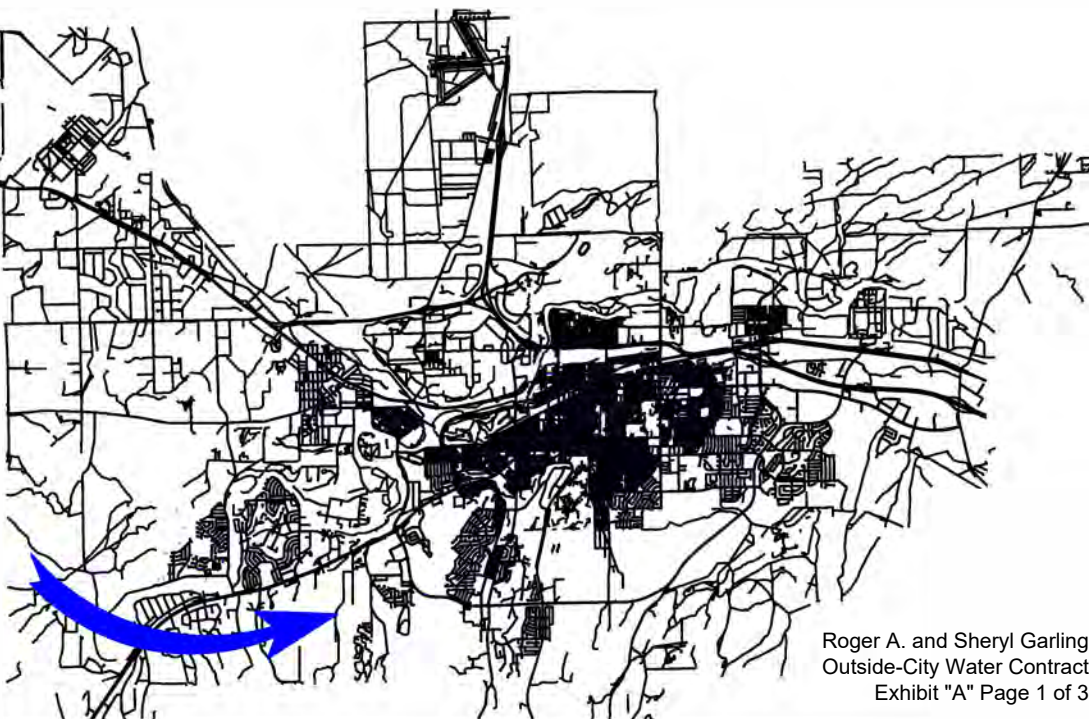 Roger A. and Sheryl Garling
Outside-City Water Contract
Exhibit "A" Page 1 of 3